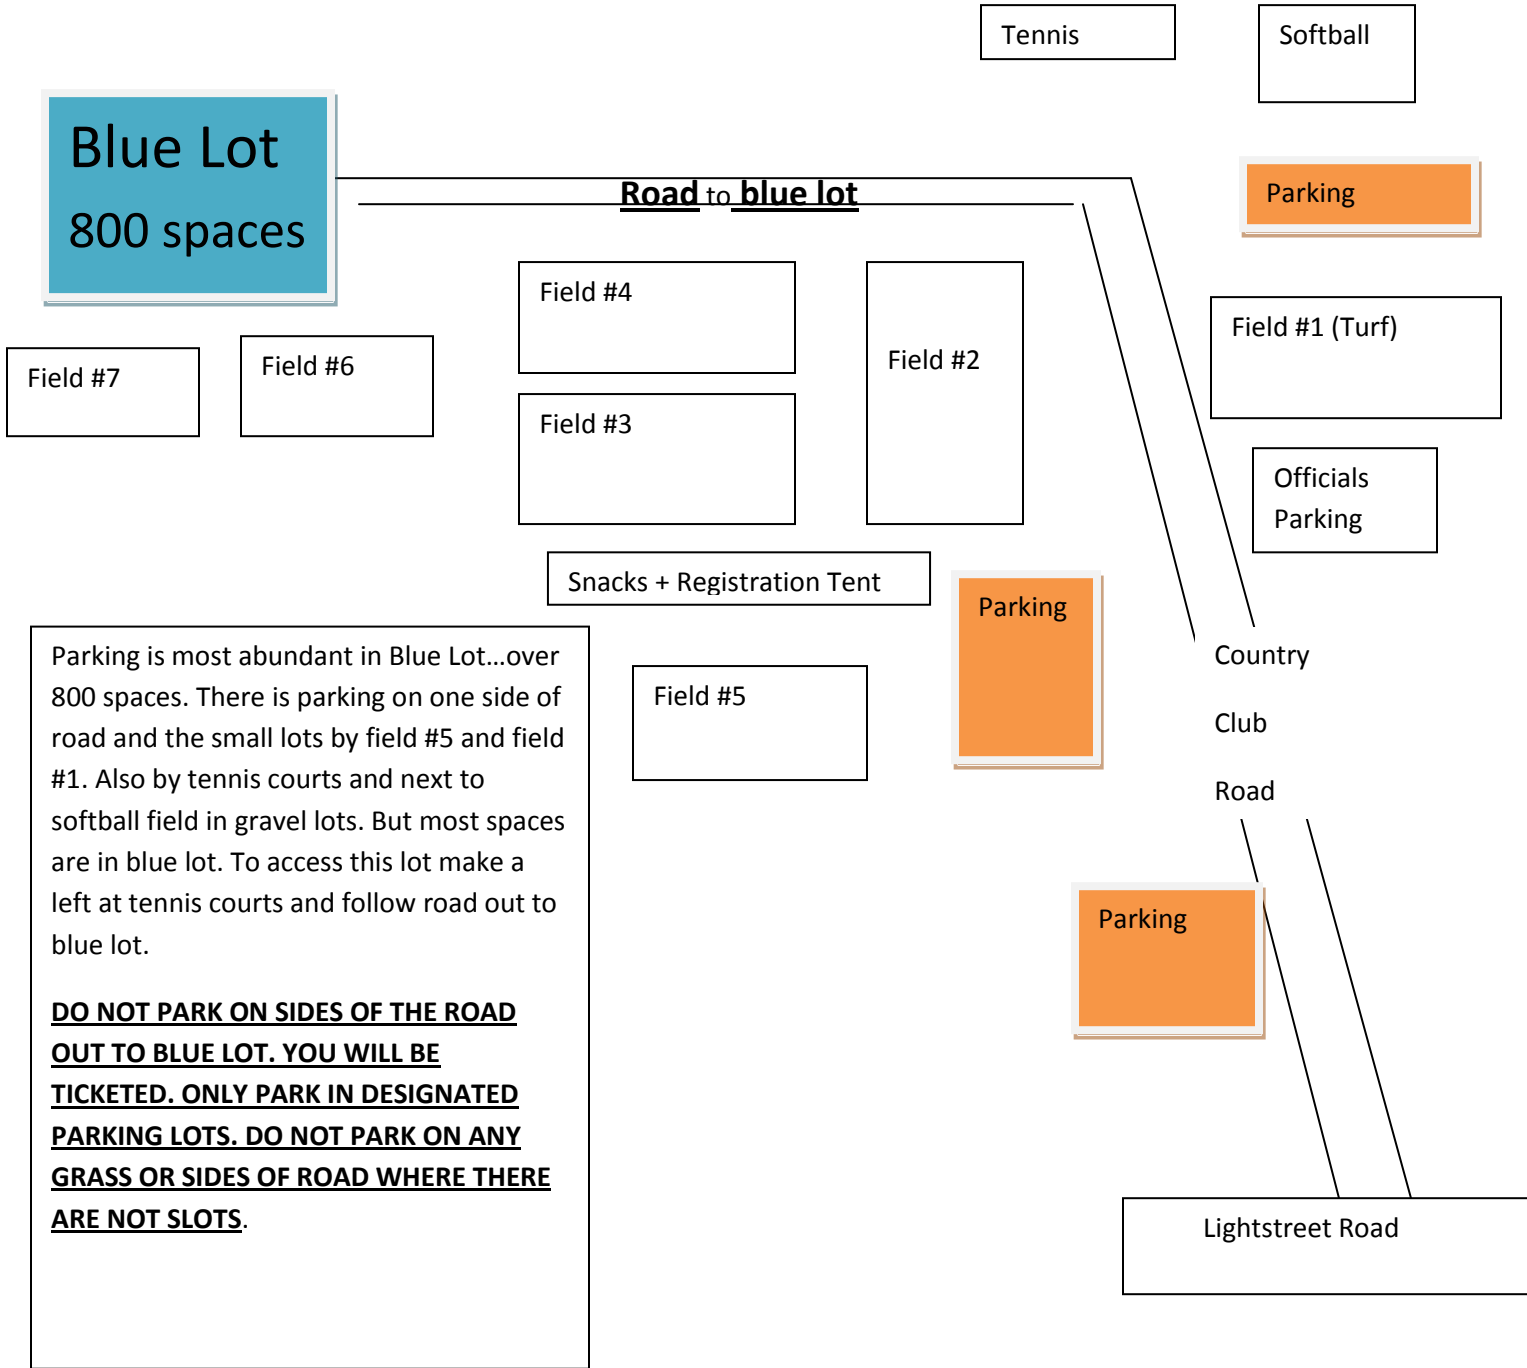 Tennis
Softball
Blue Lot
800 spaces
Road to blue lot
Parking
Field #4
Field #2
Field #1 (Turf)
Field #7
Field #6
Field #3
Officials
Parking
Snacks + Registration Tent
Parking
Field #5
Country
Club
Road
Parking
Lightstreet Road
Parking is most abundant in Blue Lot…over
800 spaces. There is parking on one side of
road and the small lots by field #5 and field
#1. Also by tennis courts and next to
softball field in gravel lots. But most spaces
are in blue lot. To access this lot make a
left at tennis courts and follow road out to
blue lot.
DO NOT PARK ON SIDES OF THE ROAD
OUT TO BLUE LOT. YOU WILL BE
TICKETED. ONLY PARK IN DESIGNATED
PARKING LOTS. DO NOT PARK ON ANY
GRASS OR SIDES OF ROAD WHERE THERE
ARE NOT SLOTS.